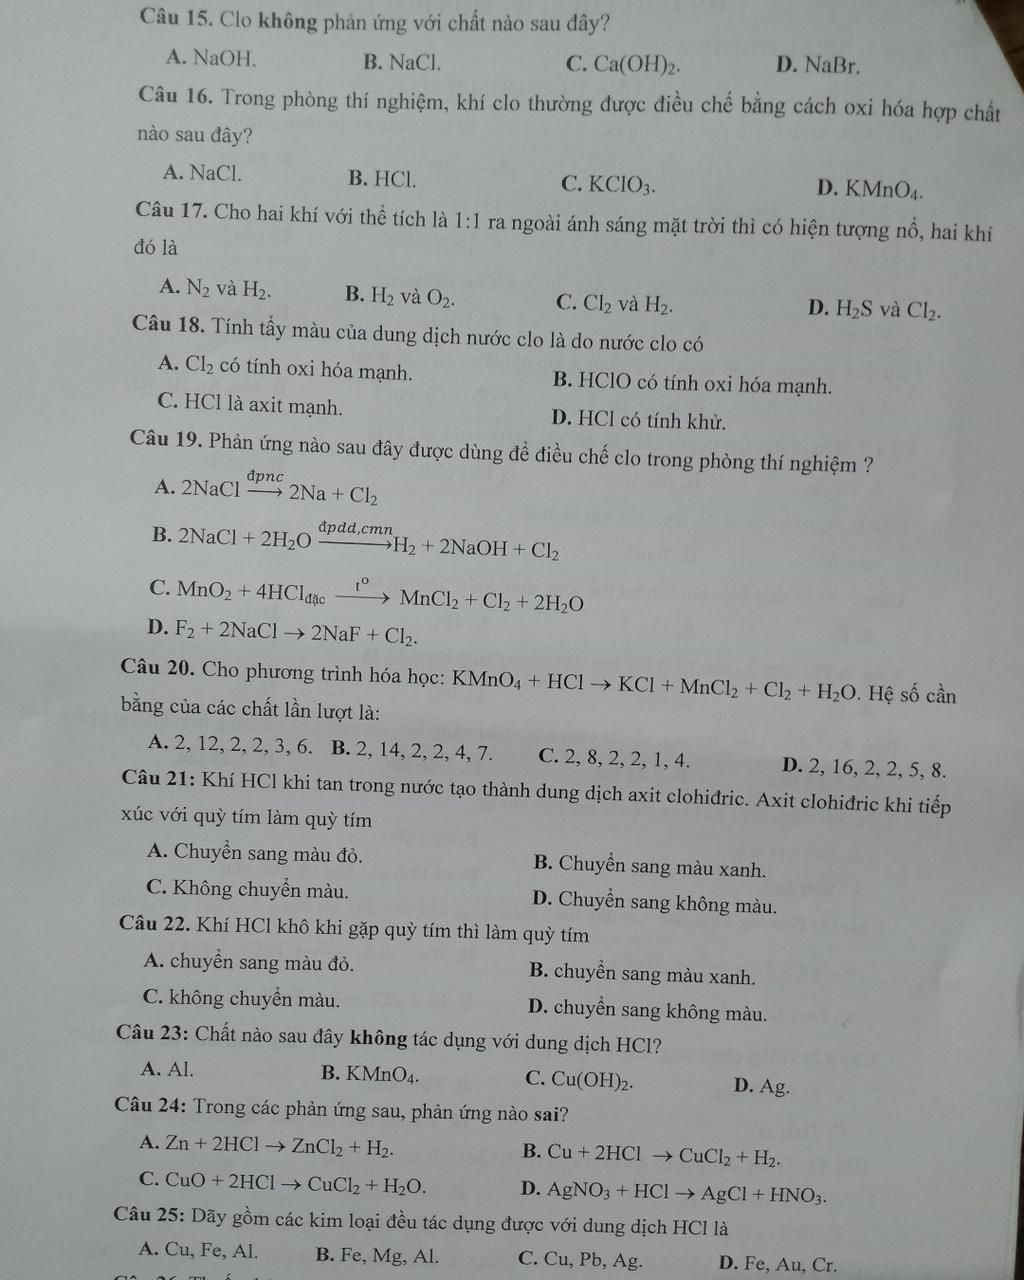 Câu 15. Clo không phản ứng với chất nào sau đây?
A. NaOH. B. NaCl. C. Ca(OH)₂. D. NaBr.
Câu 16. Trong phòng thí nghiệm, khí clo thường được điều chế bằng cách oxi hóa hợp chất
nào sau đây?
A. NaCl. B. HCl. C. KClO₃. D. KMnO₄.
Câu 17. Cho hai khí với thể tích là 1:1 ra ngoài ánh sáng mặt trời thì có hiện tượng nổ, hai khí
đó là
A. N₂ và H₂. B. H₂ và O₂. C. Cl₂ và H₂. D. H₂S và Cl₂.
Câu 18. Tính tẩy màu của dung dịch nước clo là do nước clo có
A. Cl₂ có tính oxi hóa mạnh. B. HClO có tính oxi hóa mạnh.
C. HCl là axit mạnh. D. HCl có tính khử.
Câu 19. Phản ứng nào sau đây được dùng để điều chế clo trong phòng thí nghiệm ?
A. 2NaCl –đpnc→ 2Na + Cl₂
B. 2NaCl + 2H₂O –đpdd,cmn→ H₂ + 2NaOH + Cl₂
C. MnO₂ + 4HClđặc –t⁰→ MnCl₂ + Cl₂ + 2H₂O
D. F₂ + 2NaCl → 2NaF + Cl₂.
Câu 20. Cho phương trình hóa học: KMnO₄ + HCl → KCl + MnCl₂ + Cl₂ + H₂O. Hệ số cần
bằng của các chất lần lượt là:
A. 2, 12, 2, 2, 3, 6. B. 2, 14, 2, 2, 4, 7. C. 2, 8, 2, 2, 1, 4. D. 2, 16, 2, 2, 5, 8.
Câu 21: Khí HCl khi tan trong nước tạo thành dung dịch axit clohiđric. Axit clohiđric khi tiếp
xúc với quỳ tím làm quỳ tím
A. Chuyển sang màu đỏ. B. Chuyển sang màu xanh.
C. Không chuyển màu. D. Chuyển sang không màu.
Câu 22. Khí HCl khô khi gặp quỳ tím thì làm quỳ tím
A. chuyển sang màu đỏ. B. chuyển sang màu xanh.
C. không chuyển màu. D. chuyển sang không màu.
Câu 23: Chất nào sau đây không tác dụng với dung dịch HCl?
A. Al. B. KMnO₄. C. Cu(OH)₂. D. Ag.
Câu 24: Trong các phản ứng sau, phản ứng nào sai?
A. Zn + 2HCl → ZnCl₂ + H₂. B. Cu + 2HCl → CuCl₂ + H₂.
C. CuO + 2HCl → CuCl₂ + H₂O. D. AgNO₃ + HCl → AgCl + HNO₃.
Câu 25: Dãy gồm các kim loại đều tác dụng được với dung dịch HCl là
A. Cu, Fe, Al. B. Fe, Mg, Al. C. Cu, Pb, Ag. D. Fe, Au, Cr.